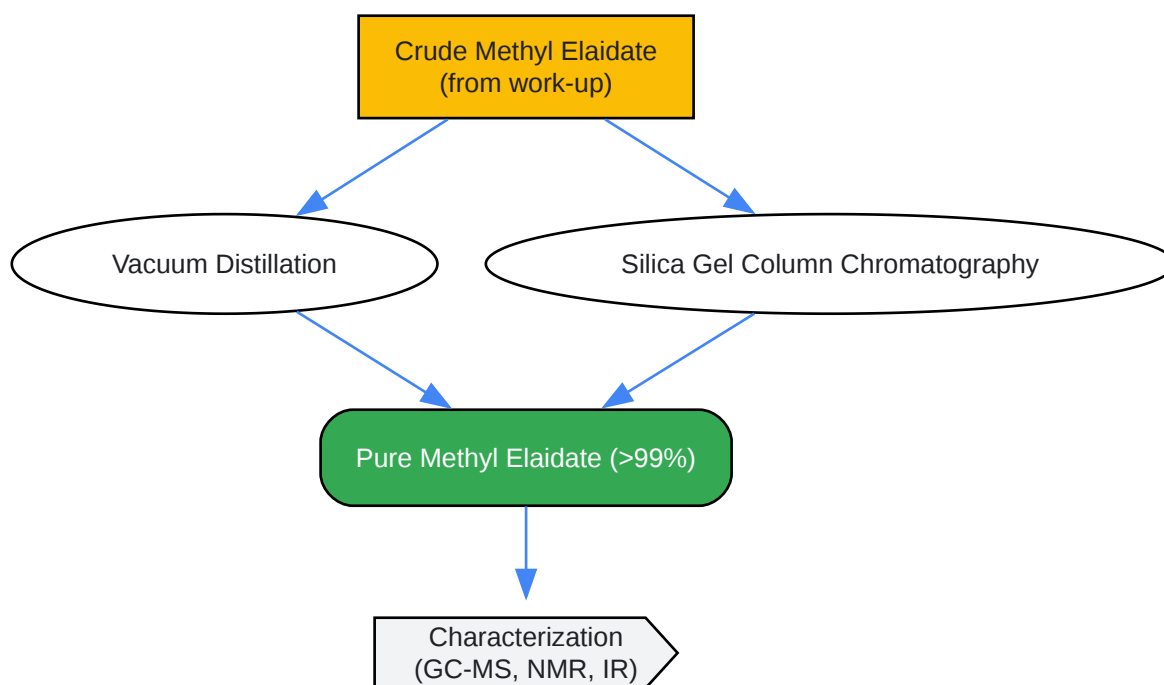 Crude Methyl Elaidate
(from work-up)
Vacuum Distillation
Silica Gel Column Chromatography
Pure Methyl Elaidate (>99%)
Characterization
(GC-MS, NMR, IR)